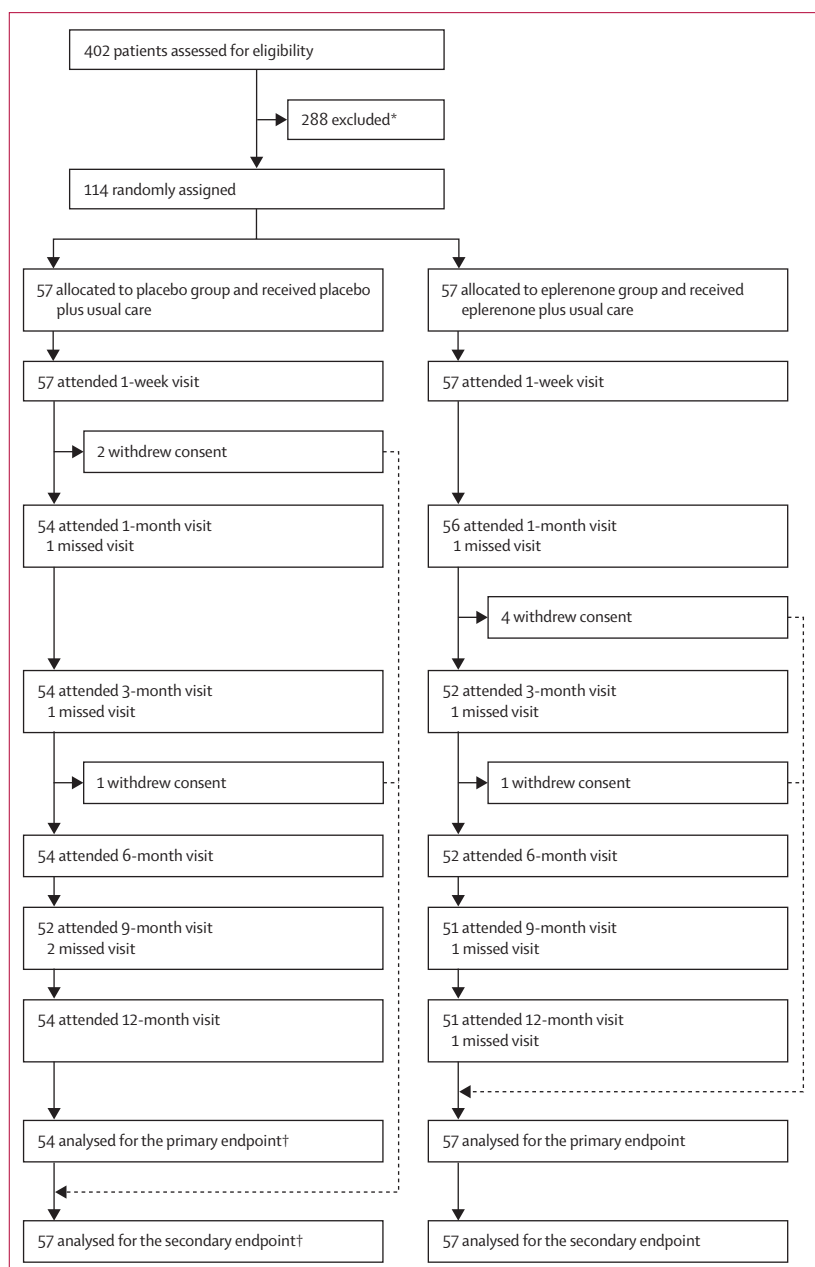 402 patients assessed for eligibility
288 excluded*
114 randomly assigned
57 allocated to placebo group and received placebo
plus usual care
57 allocated to eplerenone group and received
eplerenone plus usual care
57 attended 1-week visit
57 attended 1-week visit
2 withdrew consent
54 attended 1-month visit
1 missed visit
56 attended 1-month visit
1 missed visit
4 withdrew consent
54 attended 3-month visit
1 missed visit
52 attended 3-month visit
1 missed visit
1 withdrew consent
1 withdrew consent
54 attended 6-month visit
52 attended 6-month visit
52 attended 9-month visit
2 missed visit
51 attended 9-month visit
1 missed visit
54 attended 12-month visit
51 attended 12-month visit
1 missed visit
54 analysed for the primary endpoint†
57 analysed for the primary endpoint
57 analysed for the secondary endpoint†
57 analysed for the secondary endpoint